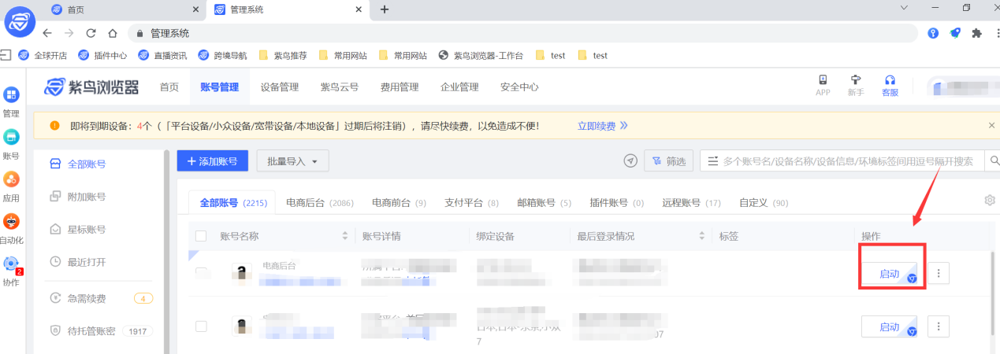 首页 管理系统
管理系统
全球开店 插件中心 直播资讯 跨境导航 紫鸟推荐 常用网站 常用网站 紫鸟浏览器-工作台 test test
紫鸟浏览器 首页 账号管理 设备管理 紫鸟云号 费用管理 企业管理 安全中心 APP 新手 客服
管理
账号
应用
自动化
2
协作
即将到期设备：4个（「平台设备/小众设备/宽带设备/本地设备」过期后将注销），请尽快续费，以免造成不便！ 立即续费
全部账号
附加账号
星标账号
最近打开
急需续费 4
待托管账密 1917
添加账号 批量导入 筛选 多个账号名/设备名称/设备信息/环境标签间用逗号隔开搜索
全部账号 (2215) 电商后台 (2086) 电商前台 (9) 支付平台 (8) 邮箱账号 (5) 插件账号 (0) 远程账号 (17) 自定义 (90)
账号名称 账号详情 绑定设备 最后登录情况 标签 操作
电商后台
启动
启动
7
07